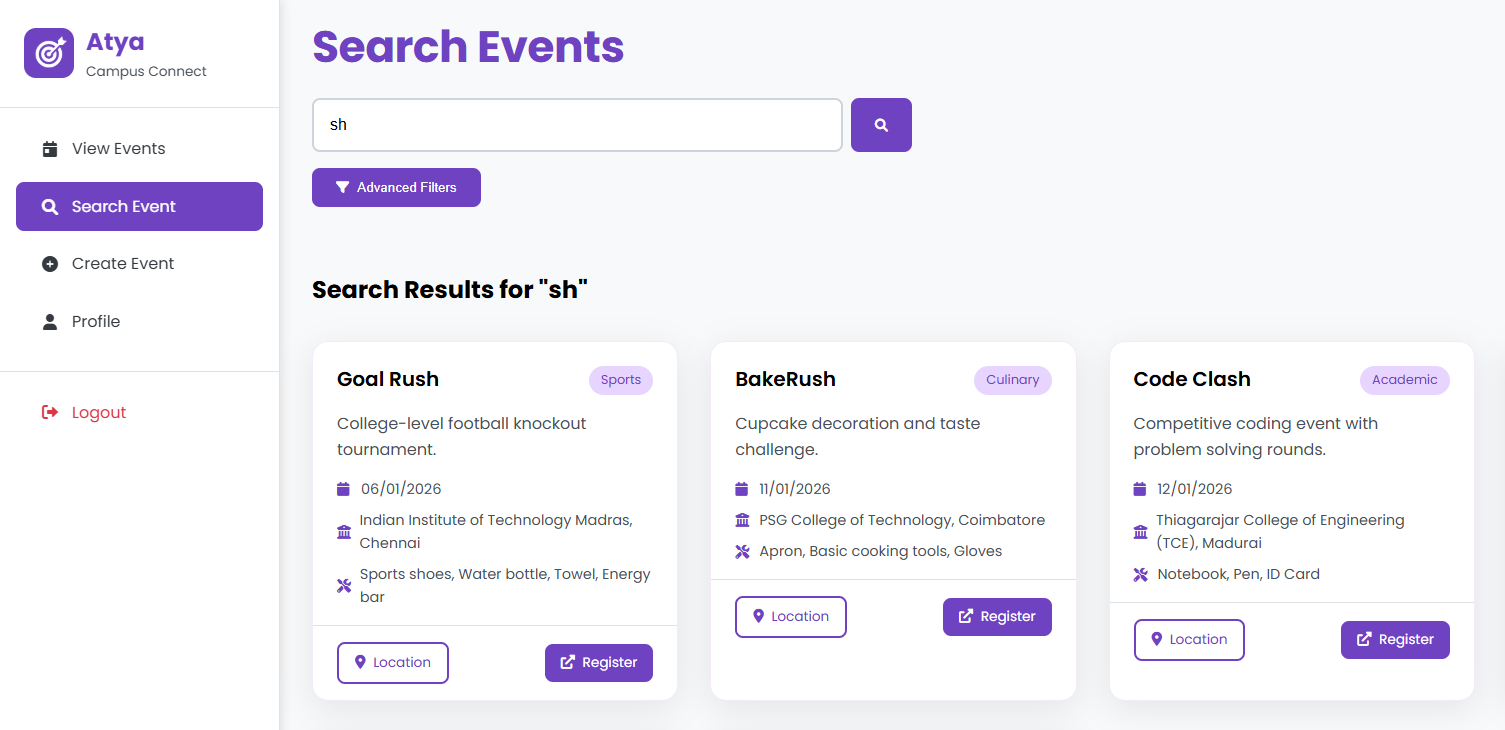 Atya
Campus Connect
View Events
Search Event
Create Event
Profile
Logout
Search Events
sh
Advanced Filters
Search Results for "sh"
Goal Rush
Sports
College-level football knockout
tournament.
06/01/2026
Indian Institute of Technology Madras,
Chennai
Sports shoes, Water bottle, Towel, Energy
bar
Location
Register
BakeRush
Culinary
Cupcake decoration and taste
challenge.
11/01/2026
PSG College of Technology, Coimbatore
Apron, Basic cooking tools, Gloves
Location
Register
Code Clash
Academic
Competitive coding event with
problem solving rounds.
12/01/2026
Thiagarajar College of Engineering
(TCE), Madurai
Notebook, Pen, ID Card
Location
Register